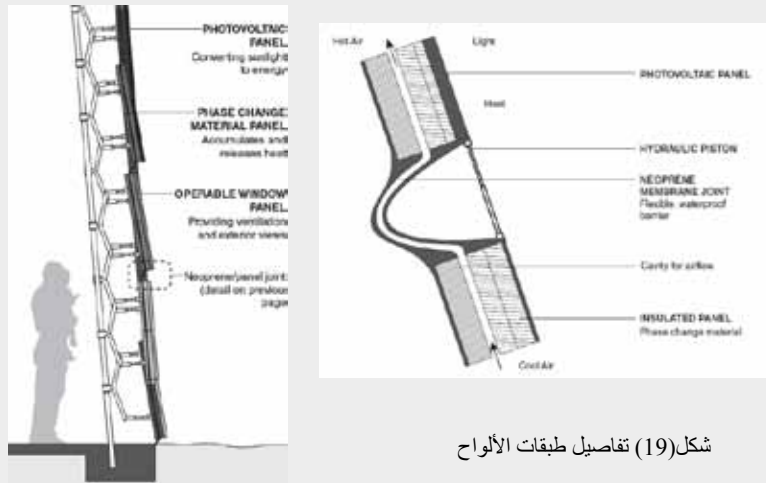 PHOTOVOLTAIC
PANEL
Converting sunlight
to energy
PHASE CHANGE
MATERIAL PANEL
Accumulates and
releases heat
OPERABLE WINDOW
PANEL
Providing ventilation
and exterior views
Neoprene/panel joint
(detail on previous
page)
Hot Air
Light
PHOTOVOLTAIC PANEL
Heat
HYDRAULIC PISTON
NEOPRENE
MEMBRANE JOINT
Flexible, waterproof
barrier
Cavity for airflow
INSULATED PANEL
Phase change material
Cool Air
شكل(19) تفاصيل طبقات الألواح